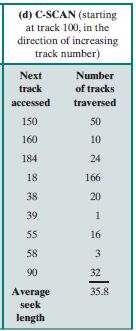 (d) C-SCAN (starting
at track 100, in the
direction of increasing
track number)
Next Number
track of tracks
accessed traversed
150 50
160 10
184 24
18 166
38 20
39 1
55 16
58 3
90 32
Average 35.8
seek
length